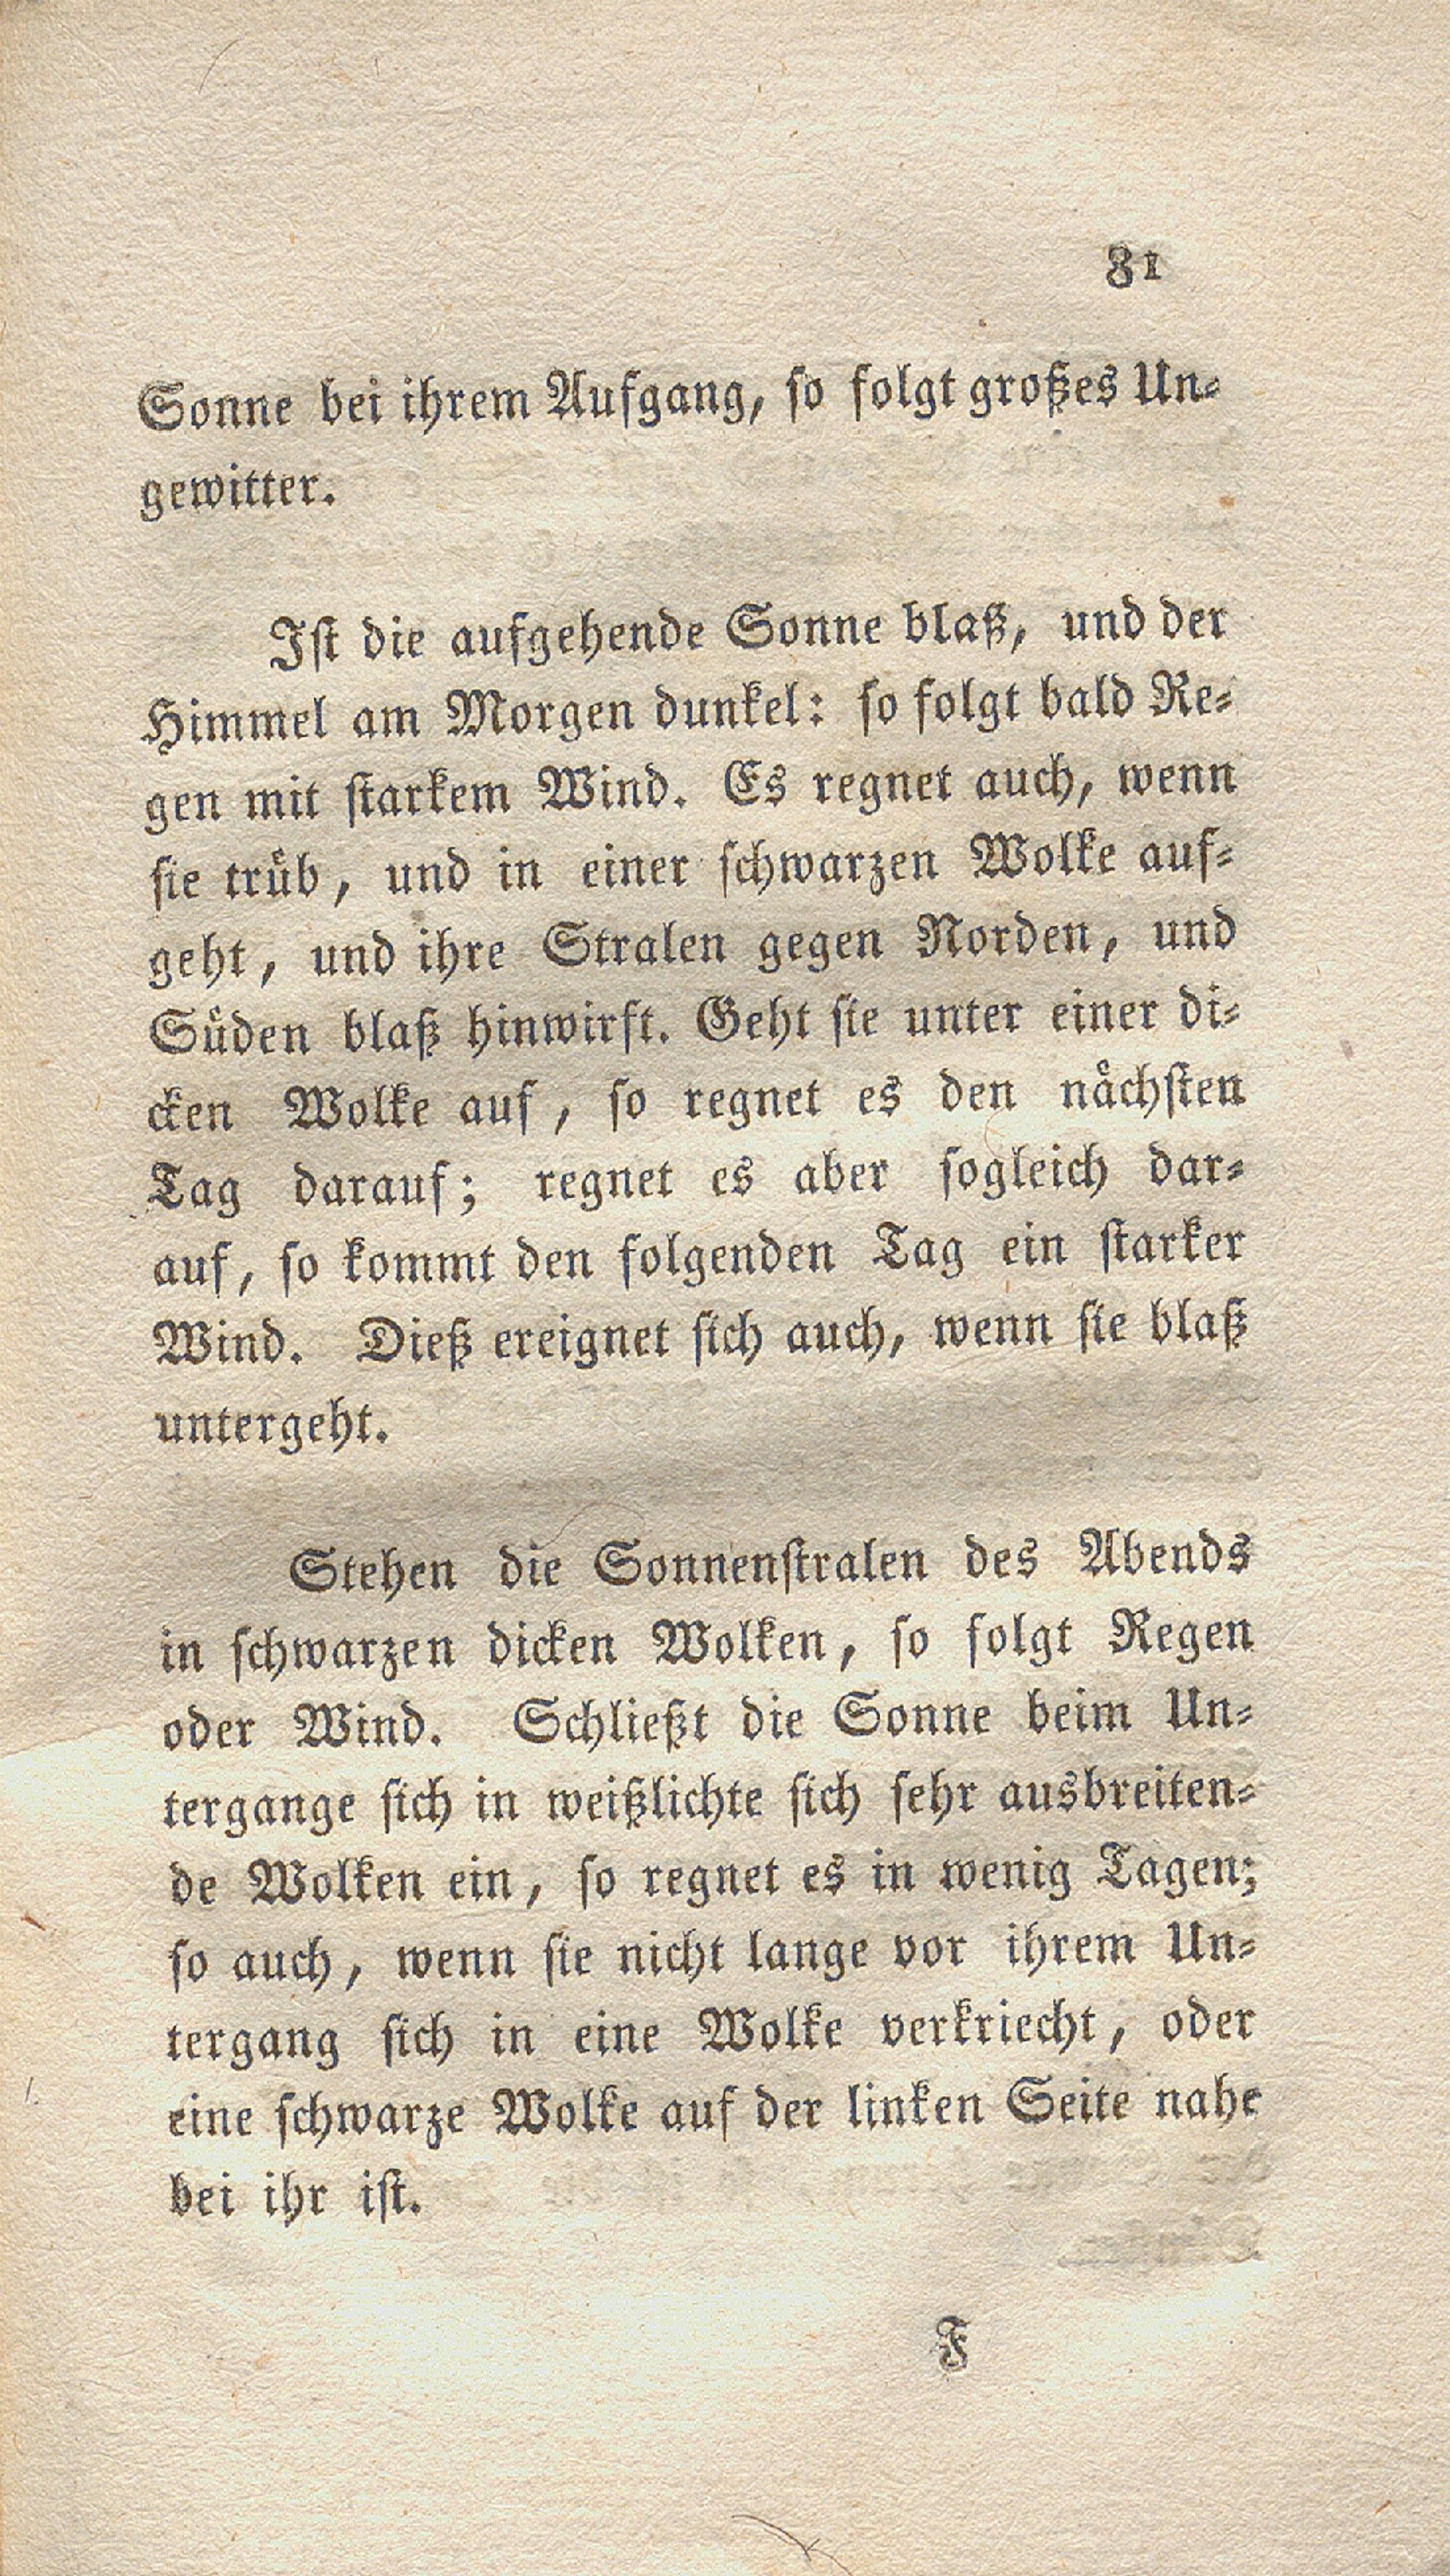 81
Sonne bei ihrem Aufgang, ſo folgt großes Un⸗
gewitter.
Iſt die aufgehende Sonne blaß, und der
Himmel am Morgen dunkel: ſo folgt bald Re⸗
gen mit ſtarkem Wind. Es regnet auch, wenn
ſie truͤb, und in einer ſchwarzen Wolke auf⸗
geht, und ihre Stralen gegen Norden, und
Suͤden blaß hinwirft. Geht ſie unter einer di⸗
cken Wolke auf, ſo regnet es den naͤchſten
Tag darauf; regnet es aber ſogleich dar⸗
auf, ſo kommt den folgenden Tag ein ſtarker
Wind. Dieß ereignet ſich auch, wenn ſie blaß
untergeht.
Stehen die Sonnenſtralen des Abends
in ſchwarzen dicken Wolken, ſo folgt Regen
oder Wind. Schließt die Sonne beim Un⸗
tergange ſich in weißlichte ſich ſehr ausbreiten⸗
de Wolken ein, ſo regnet es in wenig Tagen;
ſo auch, wenn ſie nicht lange vor ihrem Un⸗
tergang ſich in eine Wolke verkriecht, oder
eine ſchwarze Wolke auf der linken Seite nahe
bei ihr iſt.
F